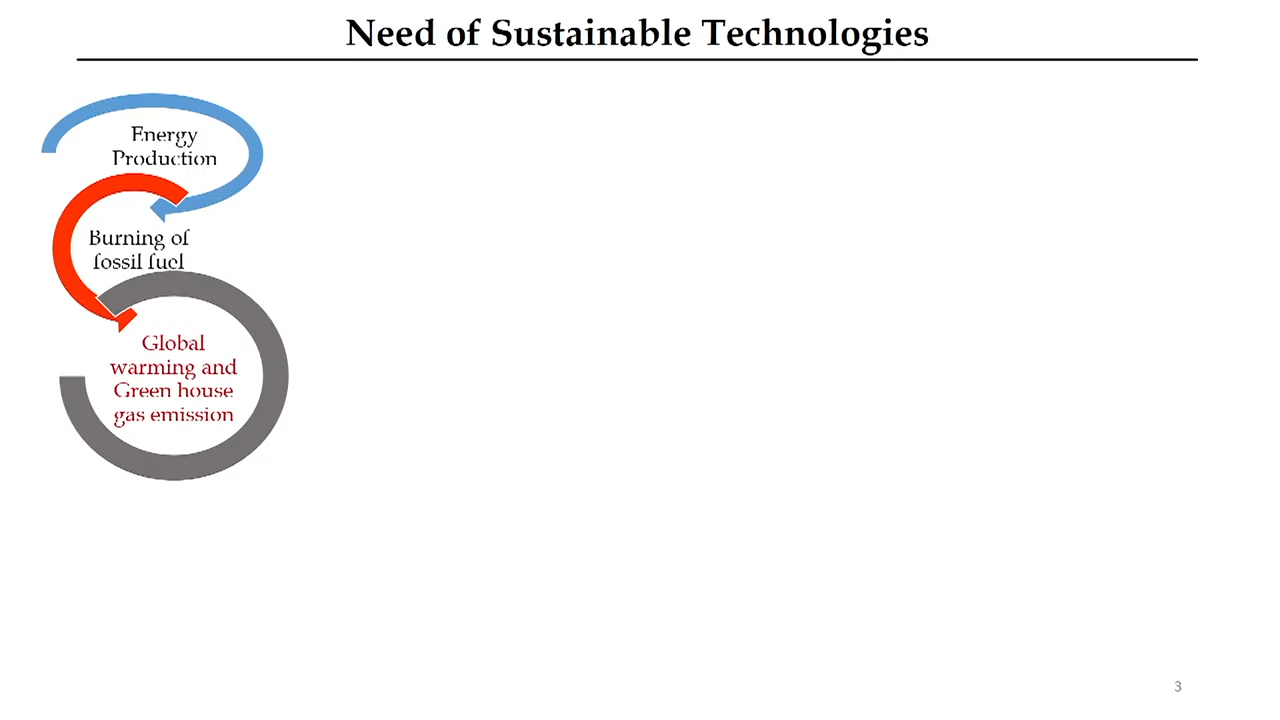 Need of Sustainable Technologies
Energy
Production
Burning of
fossil fuel
Global
warming and
Green house
gas emission
3